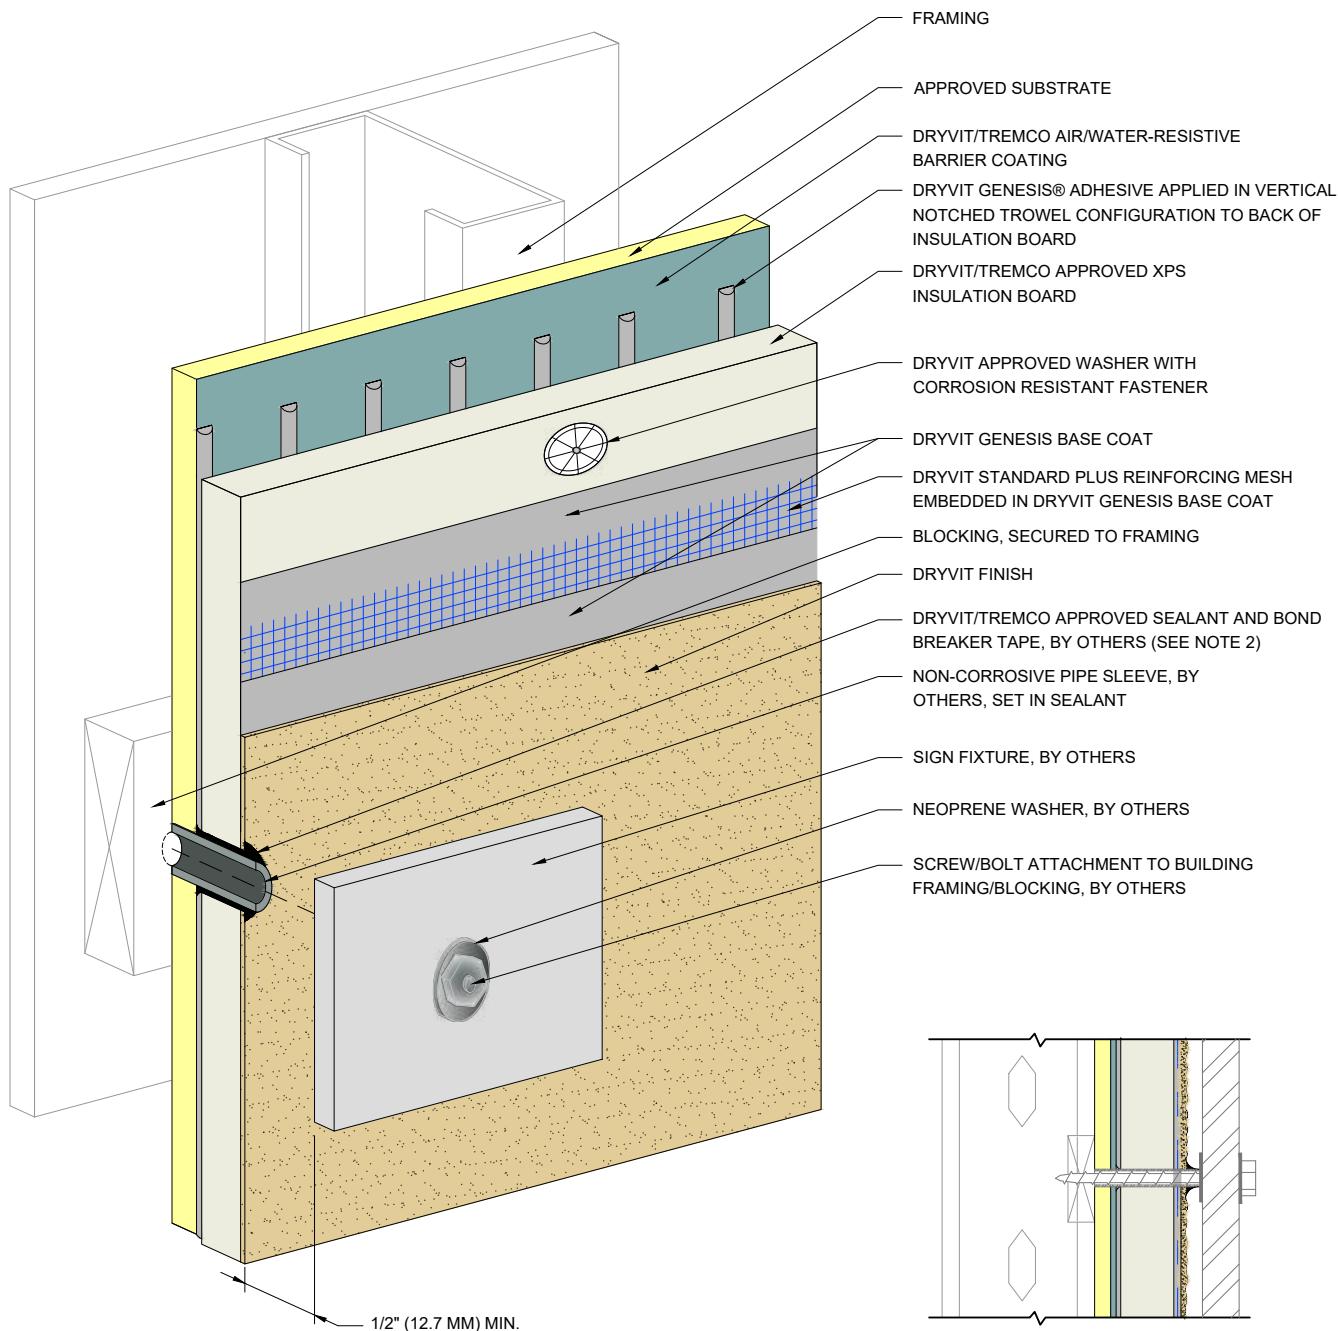 FRAMING
APPROVED SUBSTRATE
DRYVIT/TREMCO AIR/WATER-RESISTIVE
BARRIER COATING
DRYVIT GENESIS® ADHESIVE APPLIED IN VERTICAL
NOTCHED TROWEL CONFIGURATION TO BACK OF
INSULATION BOARD
DRYVIT/TREMCO APPROVED XPS
INSULATION BOARD
DRYVIT APPROVED WASHER WITH
CORROSION RESISTANT FASTENER
DRYVIT GENESIS BASE COAT
DRYVIT STANDARD PLUS REINFORCING MESH
EMBEDDED IN DRYVIT GENESIS BASE COAT
BLOCKING, SECURED TO FRAMING
DRYVIT FINISH
DRYVIT/TREMCO APPROVED SEALANT AND BOND
BREAKER TAPE, BY OTHERS (SEE NOTE 2)
NON-CORROSIVE PIPE SLEEVE, BY
OTHERS, SET IN SEALANT
SIGN FIXTURE, BY OTHERS
NEOPRENE WASHER, BY OTHERS
SCREW/BOLT ATTACHMENT TO BUILDING
FRAMING/BLOCKING, BY OTHERS
1/2" (12.7 MM) MIN.